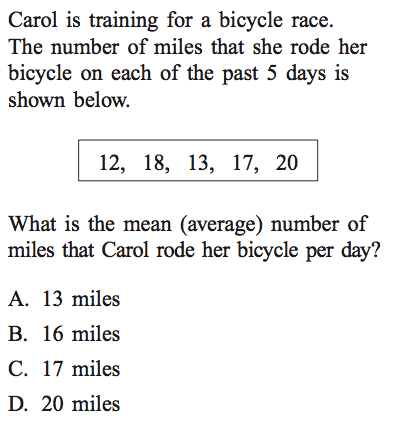 Carol is training for a bicycle race.
The number of miles that she rode her
bicycle on each of the past 5 days is
shown below.
12, 18, 13, 17, 20
What is the mean (average) number of
miles that Carol rode her bicycle per day?
A. 13 miles
B. 16 miles
C. 17 miles
D. 20 miles